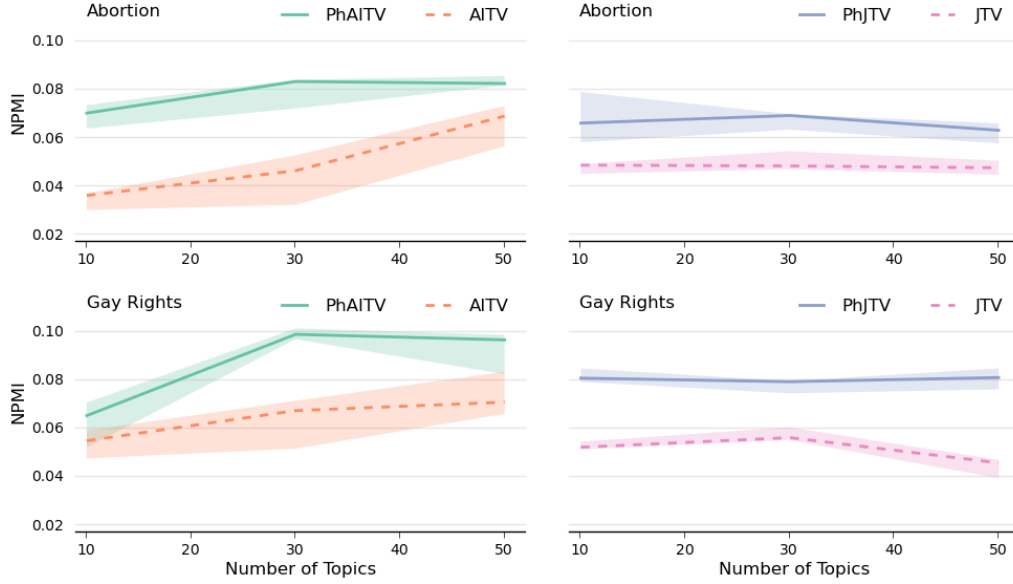 Abortion PhAITV AITV
0.10
0.08
0.06
0.04
0.02
NPMI
10 20 30 40 50
Abortion PhJTV JTV
10 20 30 40 50
Gay Rights PhAITV AITV
0.10
0.08
0.06
0.04
0.02
NPMI
10 20 30 40 50
Number of Topics
Gay Rights PhJTV JTV
10 20 30 40 50
Number of Topics